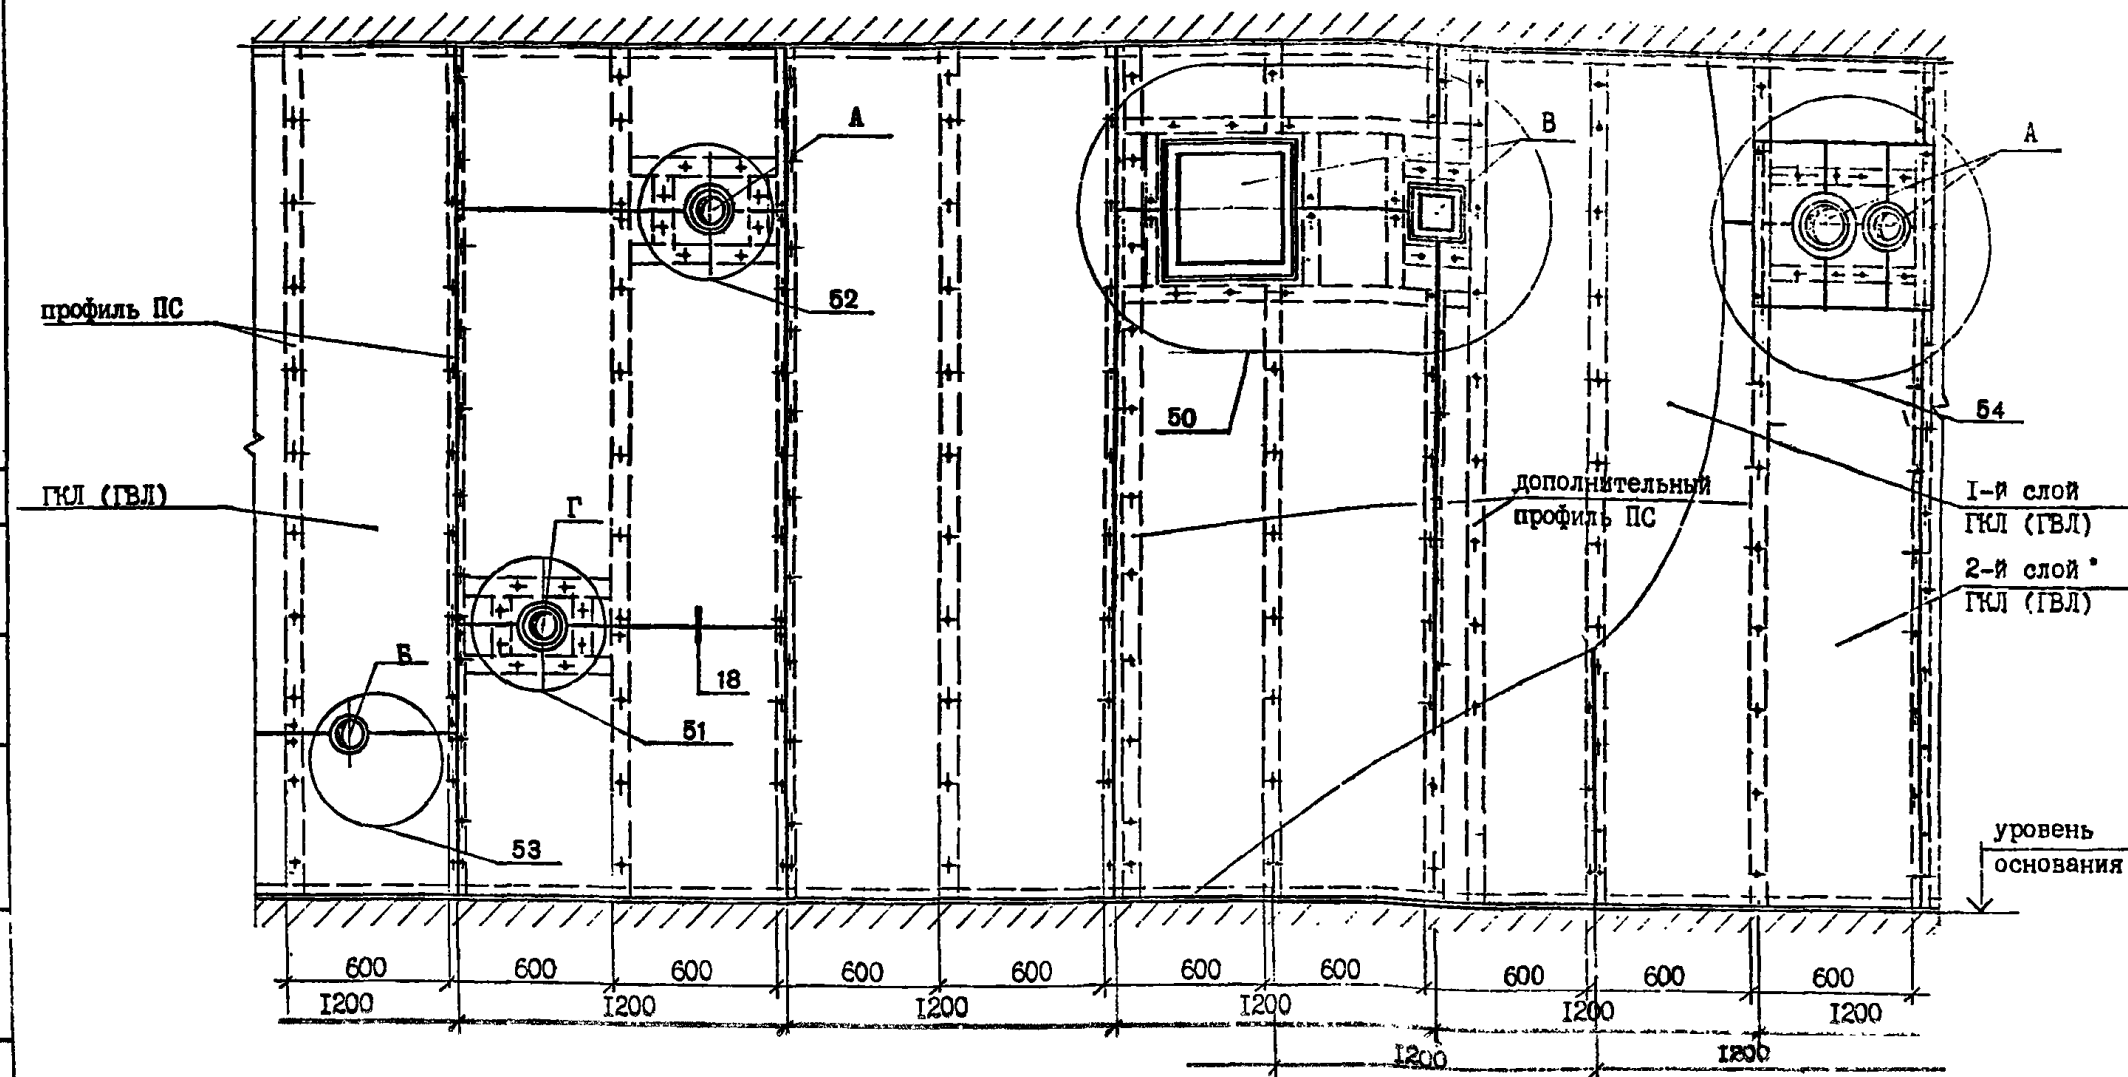 А
В
А
профиль ПС
52
50
54
ГКЛ (ГВЛ)
Г
дополнительный
профиль ПС
I-й слой
ГКЛ (ГВЛ)
2-й слой
ГКЛ (ГВЛ)
Б
18
51
53
уровень
основания
600 600 600 600 600 600 600 600 600 600
I200 I200 I200 I200 I200 I200
I200 I200